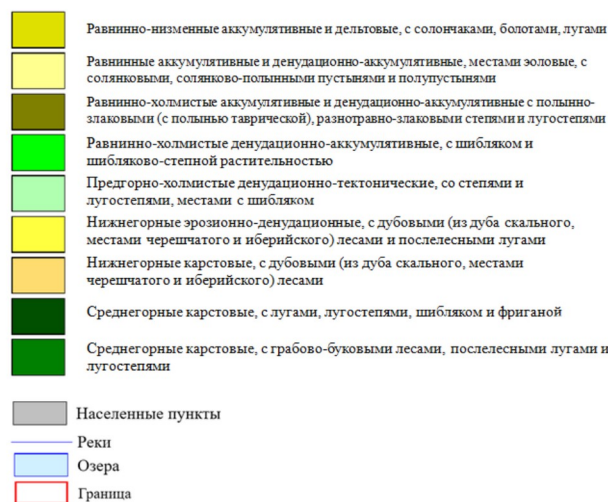 Равнинно-низменные аккумулятивные и дельтовые, с солончаками, болотами, лугами
Равнинные аккумулятивные и денудационно-аккумулятивные, местами эоловые, с
солянковыми, солянково-полынными пустынями и полупустынями
Равнинно-холмистые аккумулятивные и денудационно-аккумулятивные с полынно-
злаковыми (с полынью таврической), разнотравно-злаковыми степями и лугостепями
Равнинно-холмистые денудационно-аккумулятивные, с шибляком и
шибляково-степной растительностью
Предгорно-холмистые денудационно-тектонические, со степями и
лугостепями, местами с шибляком
Нижнегорные эрозионно-денудационные, с дубовыми (из дуба скального,
местами черешчатого и иберийского) лесами и послелесными лугами
Нижнегорные карстовые, с дубовыми (из дуба скального, местами
черешчатого и иберийского) лесами
Среднегорные карстовые, с лугами, лугостепями, шибляком и фриганой
Среднегорные карстовые, с грабово-буковыми лесами, послелесными лугами и
лугостепями
Населенные пункты
Реки
Озера
Граница